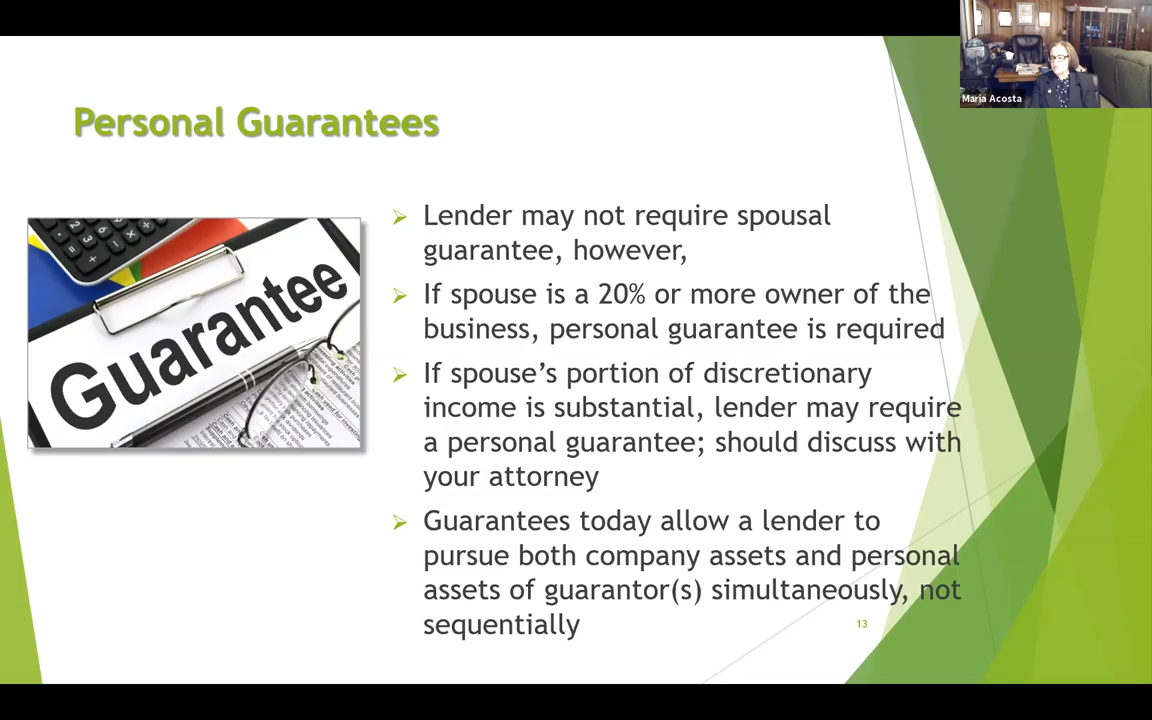 Maria Acosta
Personal Guarantees
Guarantee
Lender may not require spousal
guarantee, however,
If spouse is a 20% or more owner of the
business, personal guarantee is required
If spouse's portion of discretionary
income is substantial, lender may require
a personal guarantee; should discuss with
your attorney
Guarantees today allow a lender to
pursue both company assets and personal
assets of guarantor(s) simultaneously, not
sequentially
13